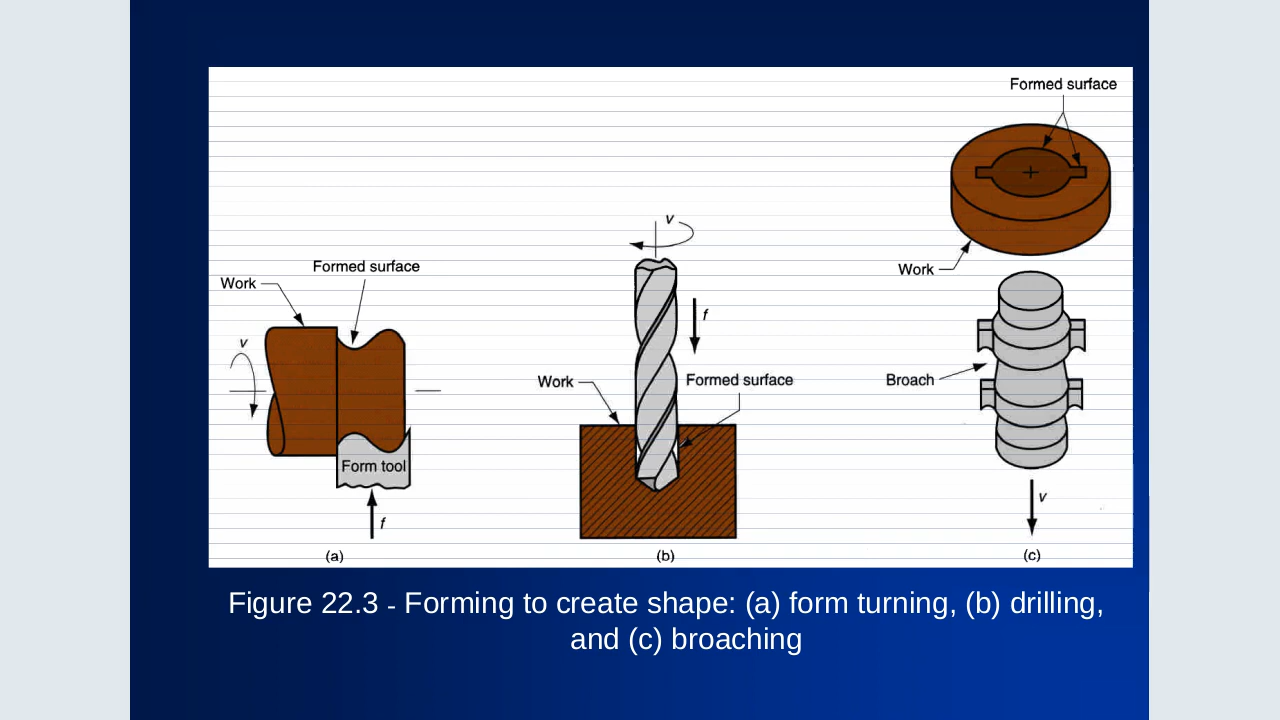 Formed surface
Work
Formed surface
Work
v
Form tool
f
(a)
v
f
Work
Formed surface
(b)
Work
Broach
v
(c)
Figure 22.3 - Forming to create shape: (a) form turning, (b) drilling,
and (c) broaching